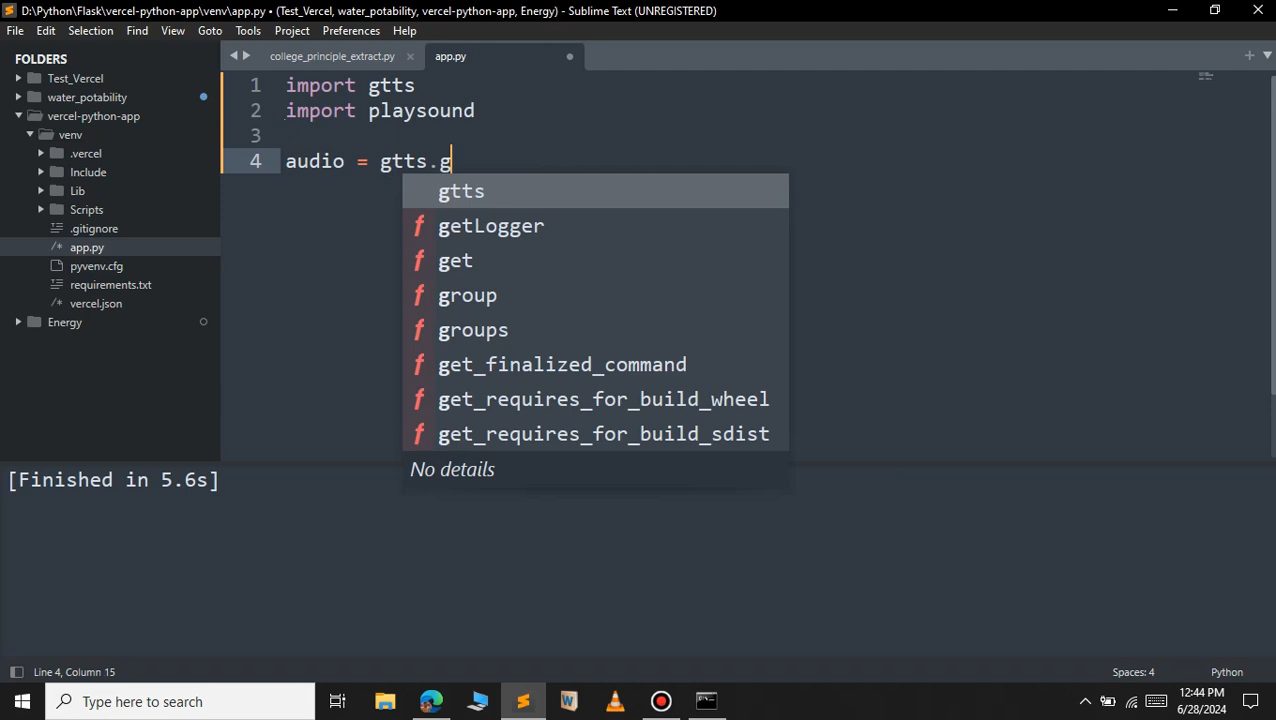 D:\Python\Flask\vercel-python-app\venv\app.py • (Test_Vercel, water_potability, vercel-python-app, Energy) - Sublime Text (UNREGISTERED)
File Edit Selection Find View Goto Tools Project Preferences Help
FOLDERS
Test_Vercel
water_potability
vercel-python-app
venv
.vercel
Include
Lib
Scripts
.gitignore
app.py
pyvenv.cfg
requirements.txt
vercel.json
Energy
college_principle_extract.py
app.py
1 import gtts
2 import playsound
3
4 audio = gtts.g
gtts
f getLogger
f get
f group
f groups
f get_finalized_command
f get_requires_for_build_wheel
f get_requires_for_build_sdist
No details
[Finished in 5.6s]
Line 4, Column 15
Spaces: 4
Python
Type here to search
12:44 PM
6/28/2024